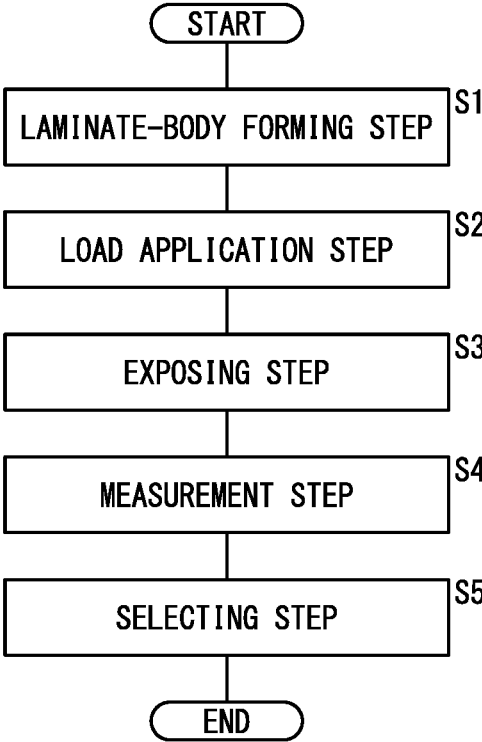 START
S1
LAMINATE-BODY FORMING STEP
S2
LOAD APPLICATION STEP
S3
EXPOSING STEP
S4
MEASUREMENT STEP
S5
SELECTING STEP
END